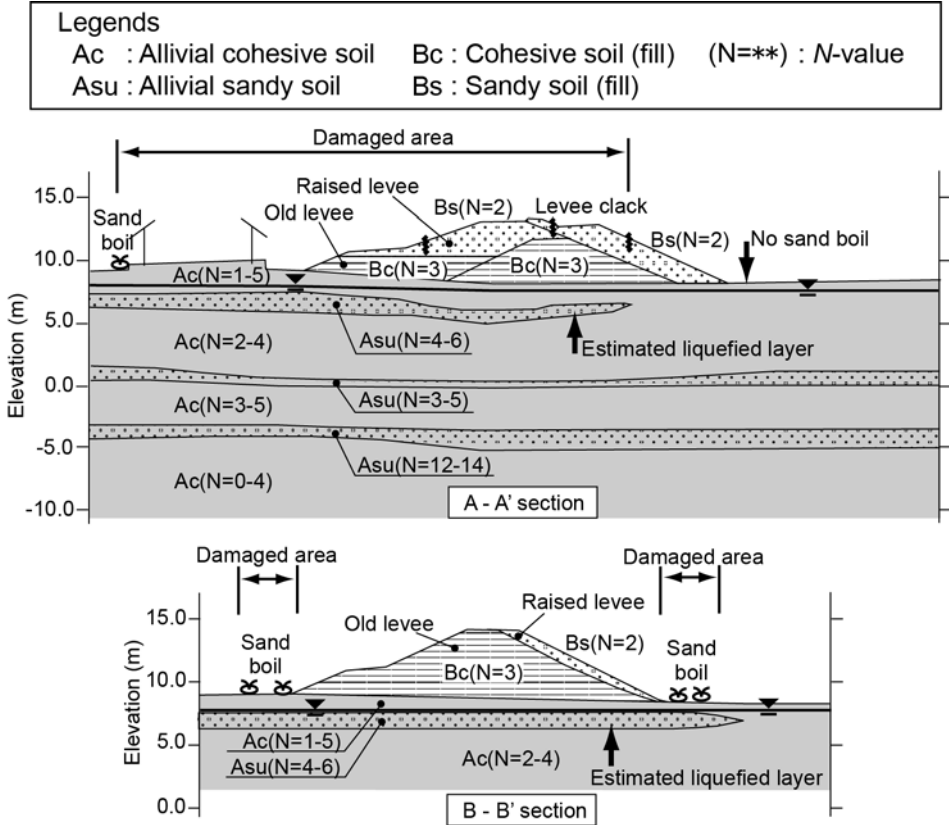 Legends
Ac : Allivial cohesive soil Bc : Cohesive soil (fill) (N=**) : N-value
Asu : Allivial sandy soil Bs : Sandy soil (fill)
Damaged area
Raised levee
Old levee
Bs(N=2)
Levee clack
Bs(N=2)
No sand boil
Sand
boil
Bc(N=3)
Bc(N=3)
Ac(N=1-5)
Ac(N=2-4)
Asu(N=4-6)
Estimated liquefied layer
Ac(N=3-5)
Asu(N=3-5)
Asu(N=12-14)
Ac(N=0-4)
A - A' section
Elevation (m)
15.0
10.0
5.0
0.0
-5.0
-10.0
Damaged area
Damaged area
Raised levee
Old levee
Bs(N=2)
Sand
boil
Sand
boil
Bc(N=3)
Ac(N=1-5)
Asu(N=4-6)
Ac(N=2-4)
Estimated liquefied layer
B - B' section
Elevation (m)
15.0
10.0
5.0
0.0